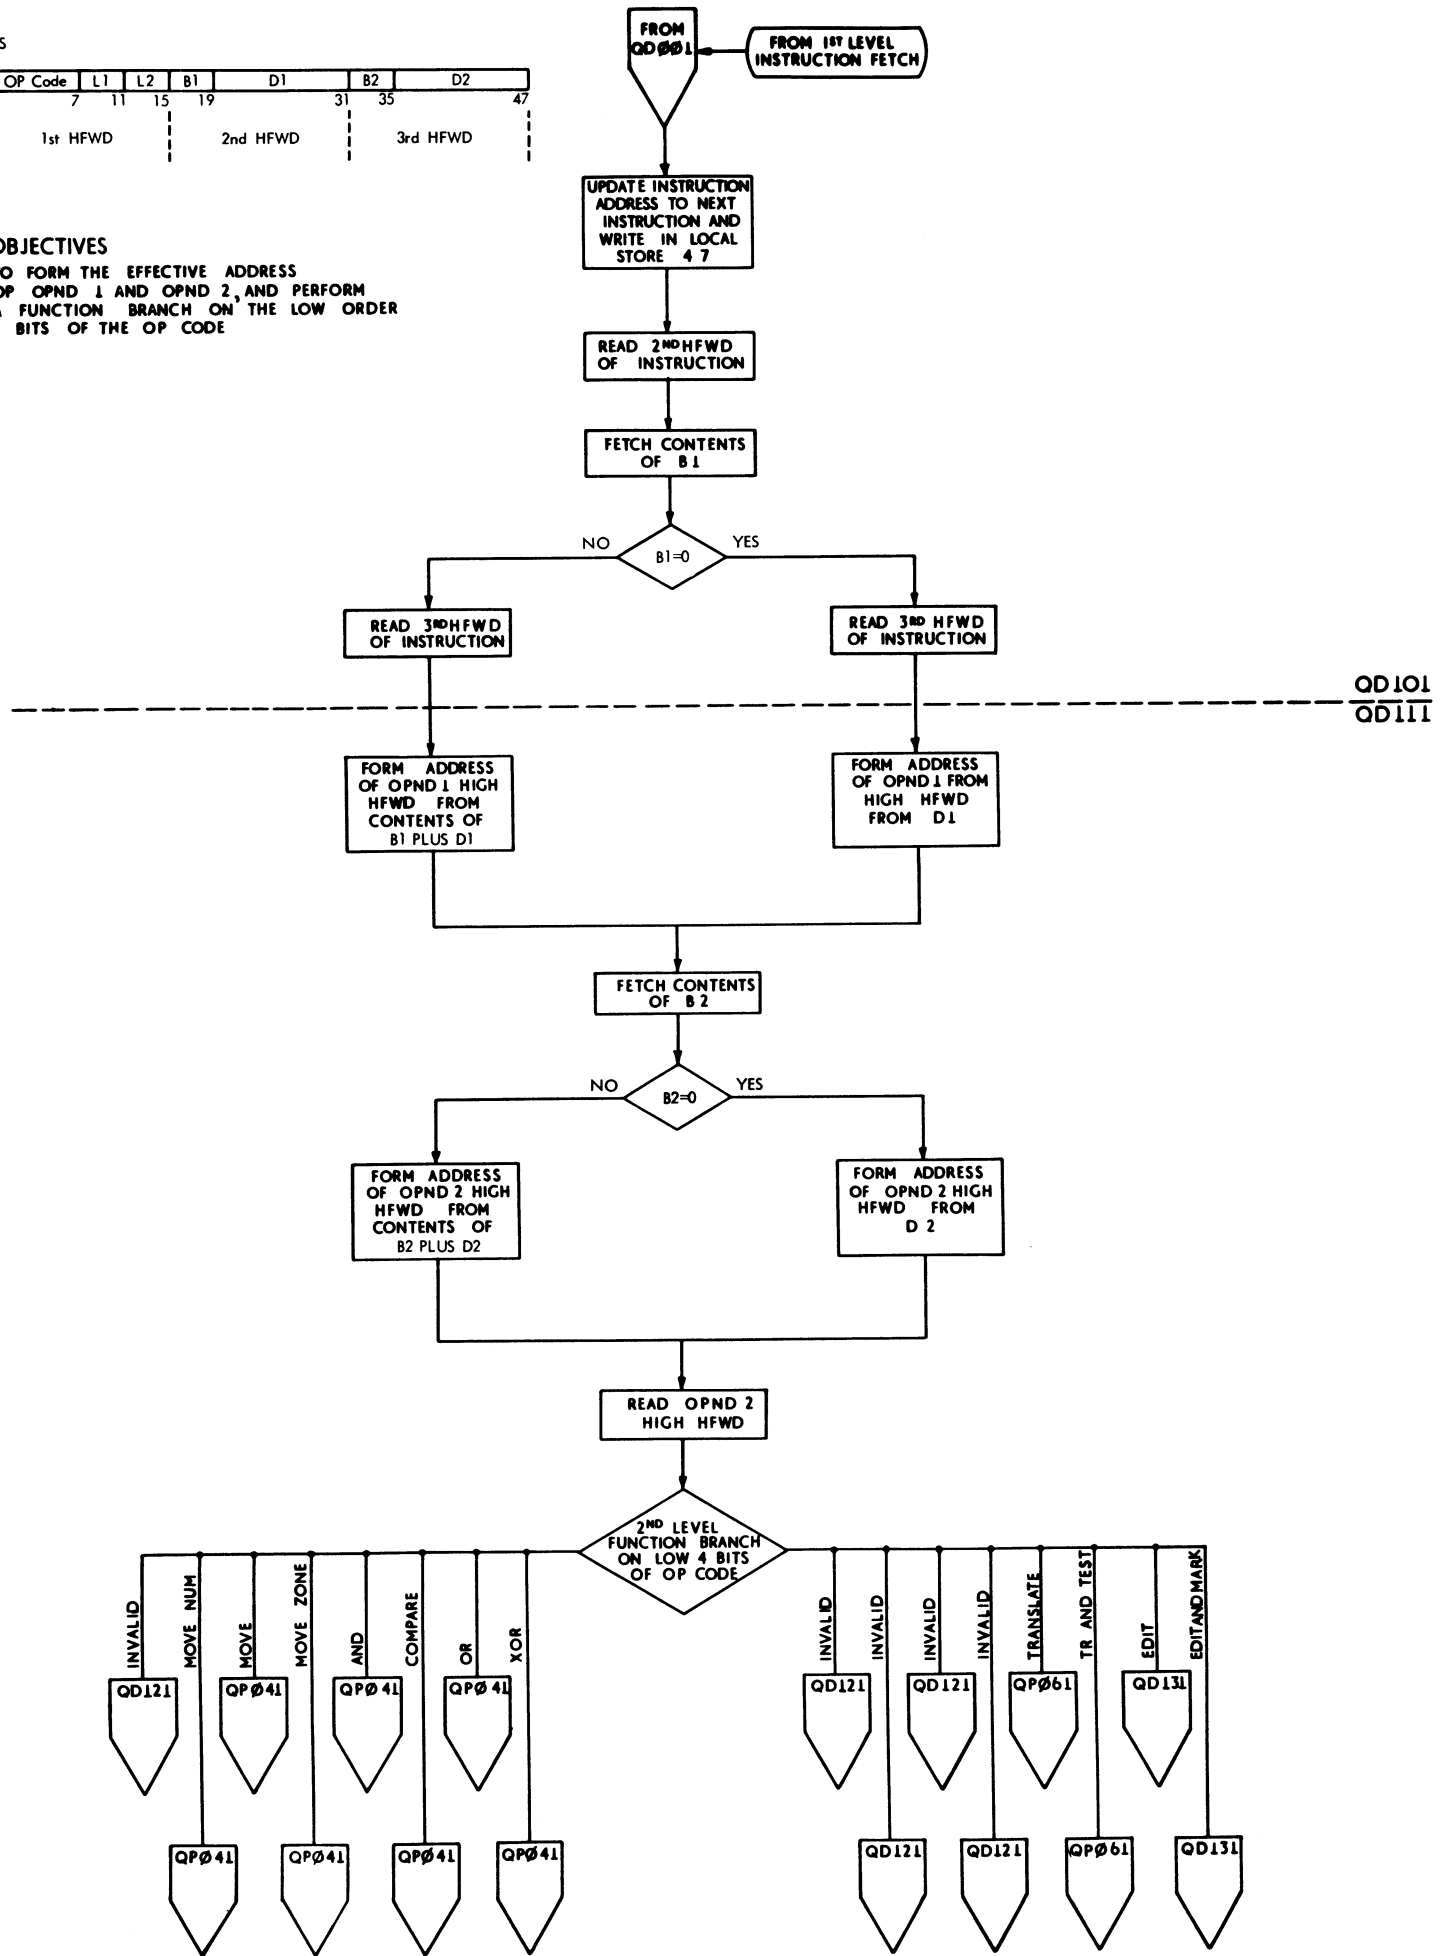 S
OP Code L1 L2 B1 D1 B2 D2
7 11 15 19 31 35 47
1st HFWD 2nd HFWD 3rd HFWD
FROM
QDØØ1
FROM 1ST LEVEL
INSTRUCTION FETCH
UPDATE INSTRUCTION
ADDRESS TO NEXT
INSTRUCTION AND
WRITE IN LOCAL
STORE 47
OBJECTIVES
O FORM THE EFFECTIVE ADDRESS
OP OPND 1 AND OPND 2, AND PERFORM
A FUNCTION BRANCH ON THE LOW ORDER
BITS OF THE OP CODE
READ 2ND HFWD
OF INSTRUCTION
FETCH CONTENTS
OF B1
NO
B1=0
YES
READ 3RD HFWD
OF INSTRUCTION
READ 3RD HFWD
OF INSTRUCTION
QD101
QD111
FORM ADDRESS
OF OPND 1 HIGH
HFWD FROM
CONTENTS OF
B1 PLUS D1
FORM ADDRESS
OF OPND 1 FROM
HIGH HFWD
FROM D1
FETCH CONTENTS
OF B2
NO
B2=0
YES
FORM ADDRESS
OF OPND 2 HIGH
HFWD FROM
CONTENTS OF
B2 PLUS D2
FORM ADDRESS
OF OPND 2 HIGH
HFWD FROM
D 2
READ OPND 2
HIGH HFWD
2ND LEVEL
FUNCTION BRANCH
ON LOW 4 BITS
OF OP CODE
INVALID
MOVE NUM
MOVE
MOVE ZONE
AND
COMPARE
OR
XOR
INVALID
INVALID
INVALID
INVALID
TRANSLATE
TR AND TEST
EDIT
EDIT AND MARK
QD121
QPØ41
QPØ41
QPØ41
QD121
QD121
QPØ61
QD131
QPØ41
QPØ41
QPØ41
QPØ41
QD121
QD121
QPØ61
QD131